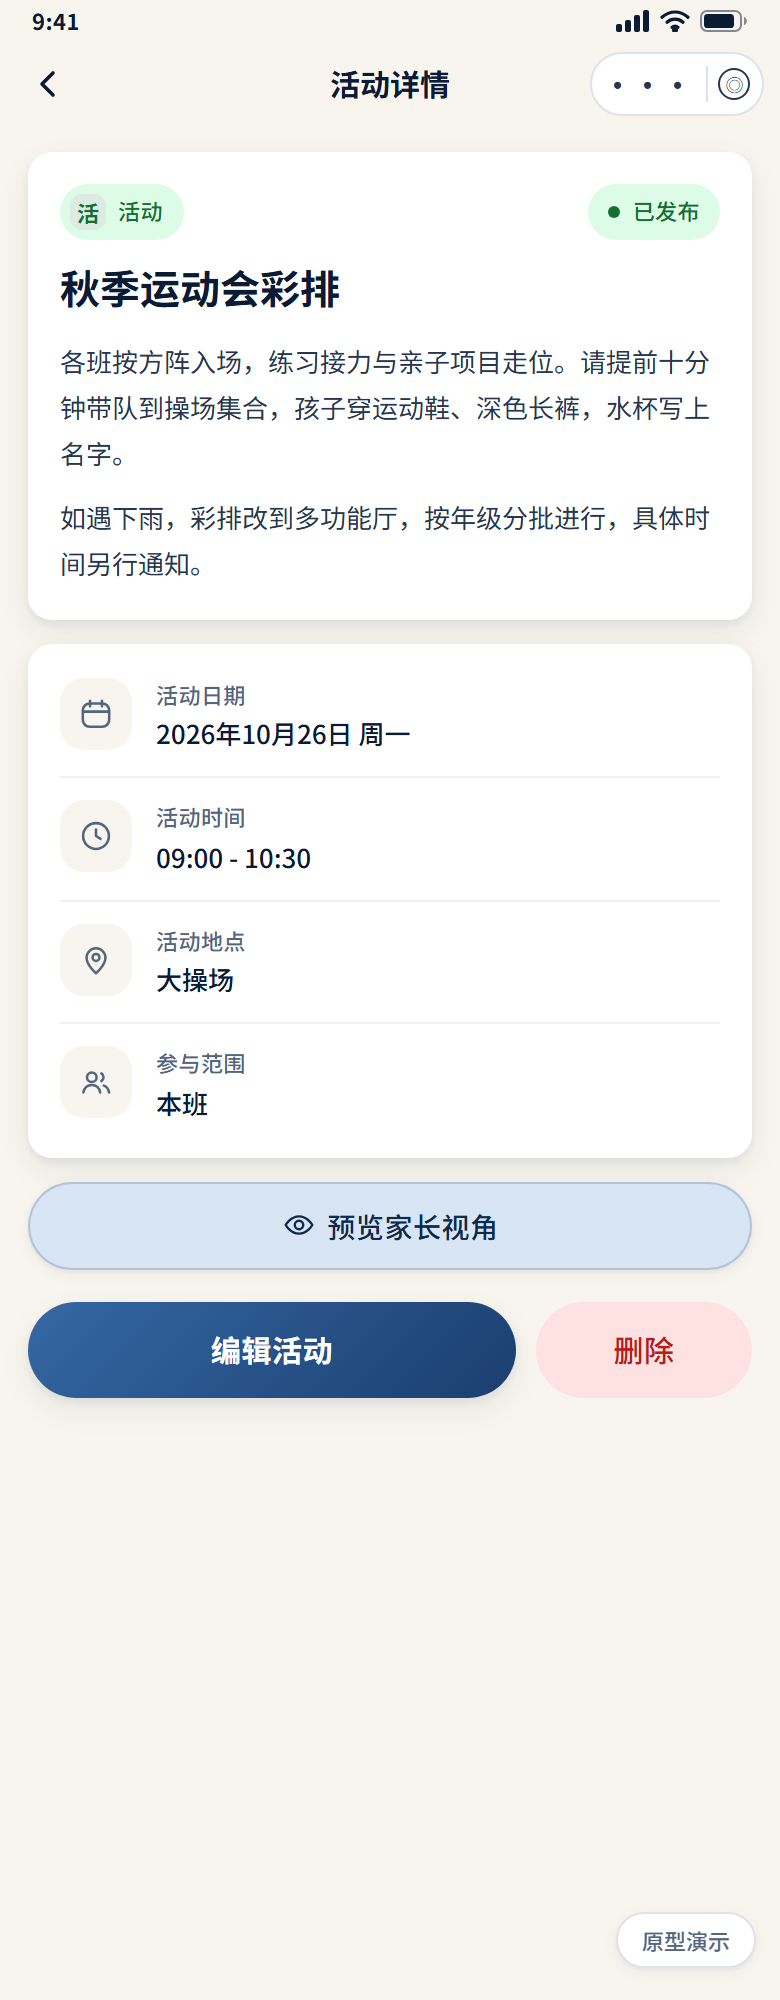 9:41
活动详情
活 活动
已发布
秋季运动会彩排
各班按方阵入场，练习接力与亲子项目走位。请提前十分
钟带队到操场集合，孩子穿运动鞋、深色长裤，水杯写上
名字。
如遇下雨，彩排改到多功能厅，按年级分批进行，具体时
间另行通知。
活动日期
2026年10月26日 周一
活动时间
09:00 - 10:30
活动地点
大操场
参与范围
本班
预览家长视角
编辑活动
删除
原型演示